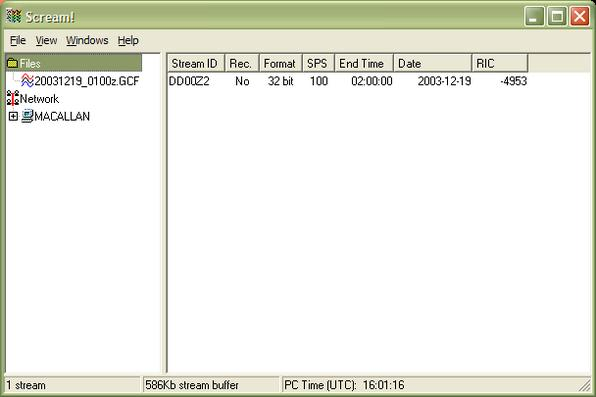 Scream!
File View Windows Help
Files
20031219_0100z.GCF
Network
MACALLAN
Stream ID Rec. Format SPS End Time Date RIC
DD00Z2 No 32 bit 100 02:00:00 2003-12-19 -4953
1 stream 586Kb stream buffer PC Time (UTC): 16:01:16